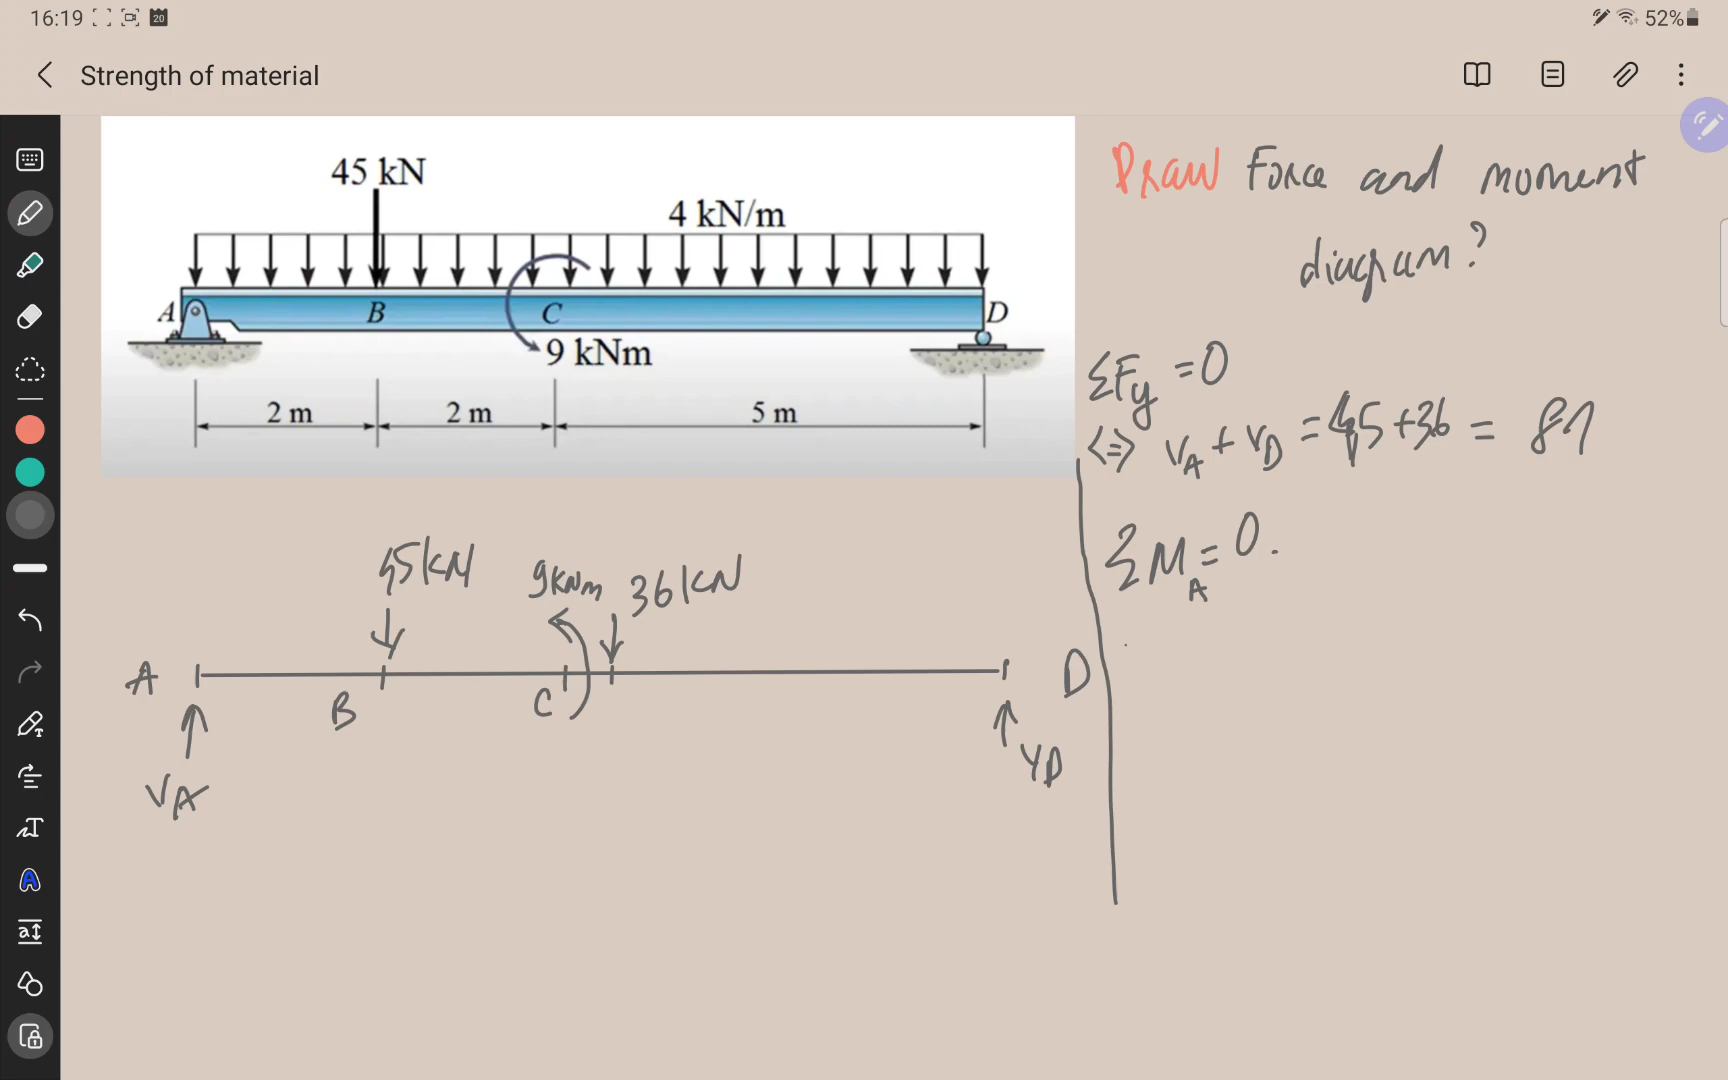 16:19
20
52%
Strength of material
45 kN
4 kN/m
A
B
C
D
9 kNm
2 m
2 m
5 m
Draw Force and moment
diagram?
ΣFy = 0
<=> VA + VD = 45 + 36 = 81
ΣMA = 0.
45kN
9kNm
36kN
A
B
C
D
VA
VD